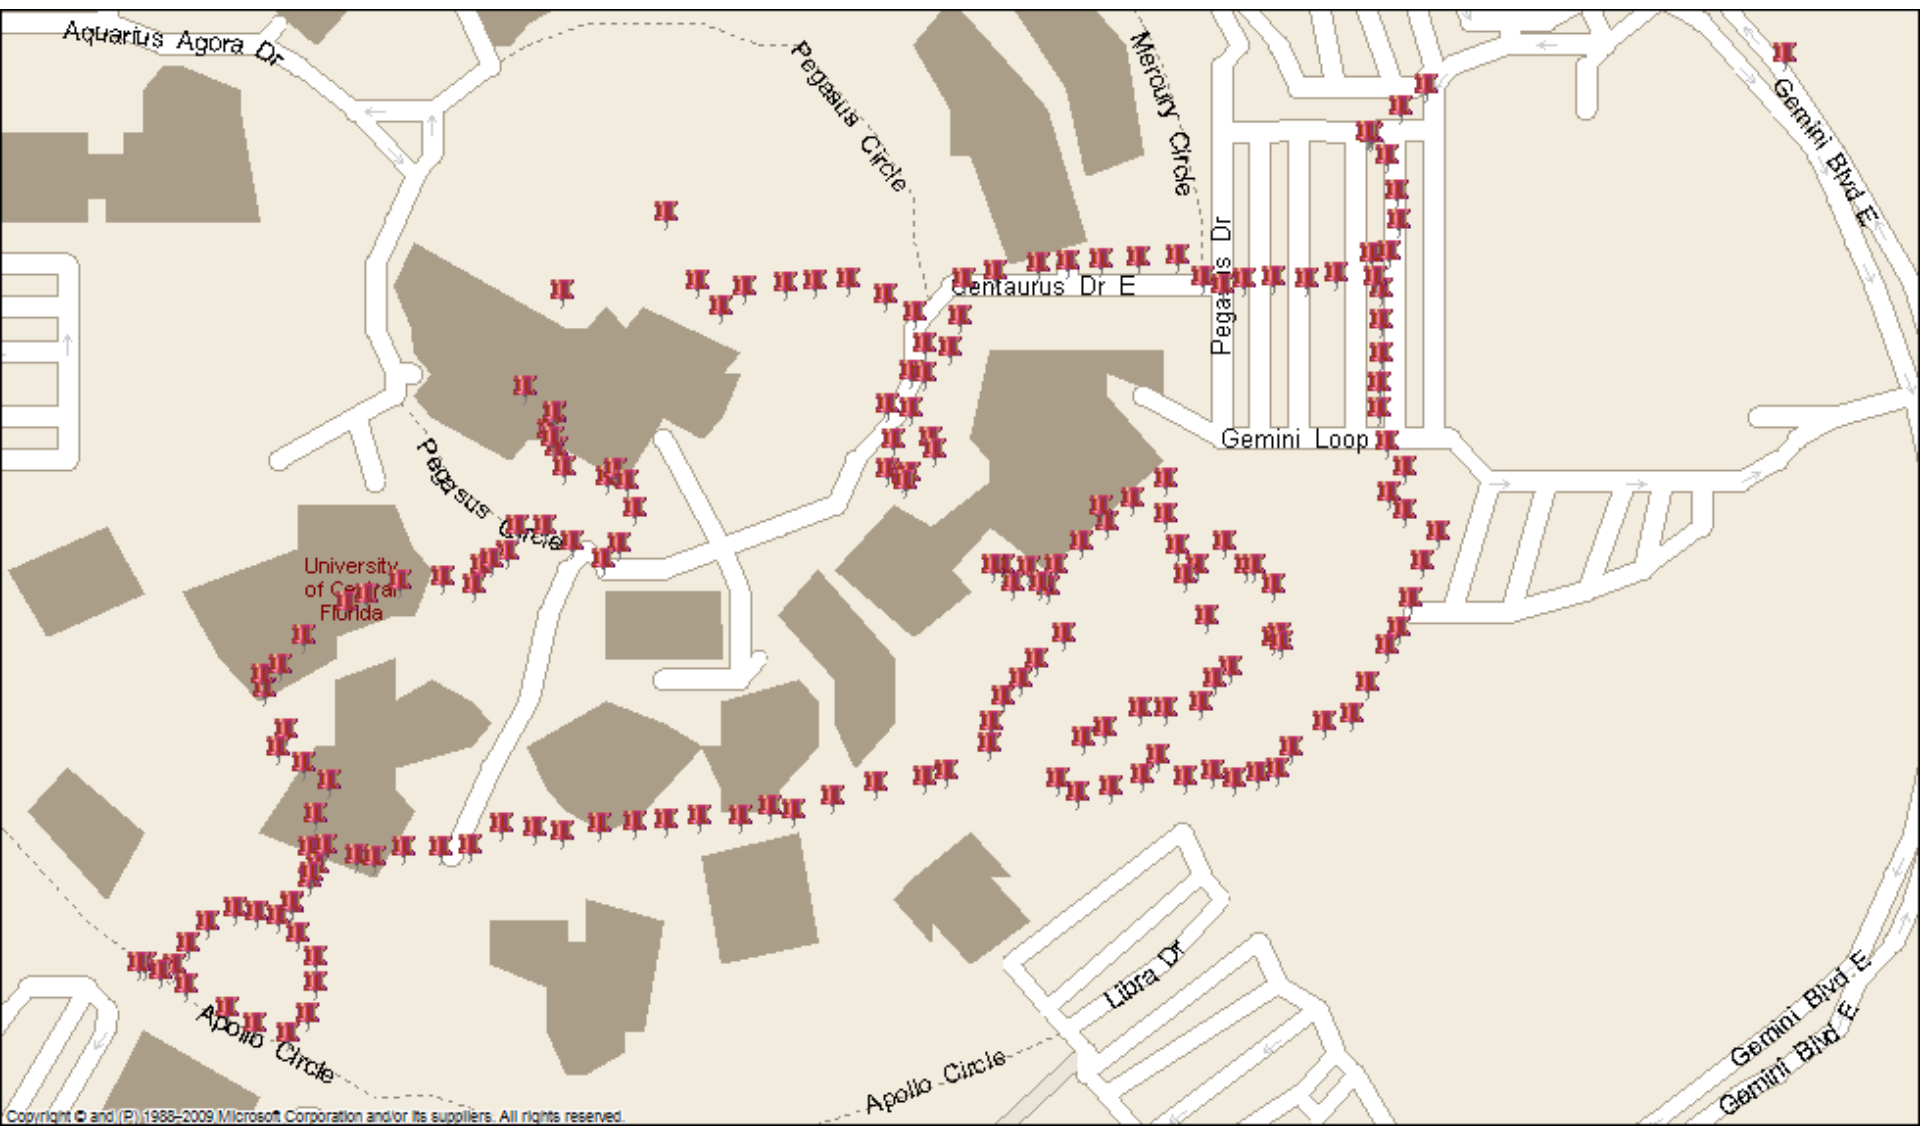 Aquarius Agora Dr
Pegasus Circle
Mercury Circle
Gemini Blvd E
Pegasus Dr
Centaurus Dr E
Gemini Loop
Pegasus Circle
University
of Central
Florida
Libra Dr
Gemini Blvd E
Gemini Blvd E
Apollo Circle
Apollo Circle
Copyright © and (P) 1988–2009 Microsoft Corporation and/or its suppliers. All rights reserved.